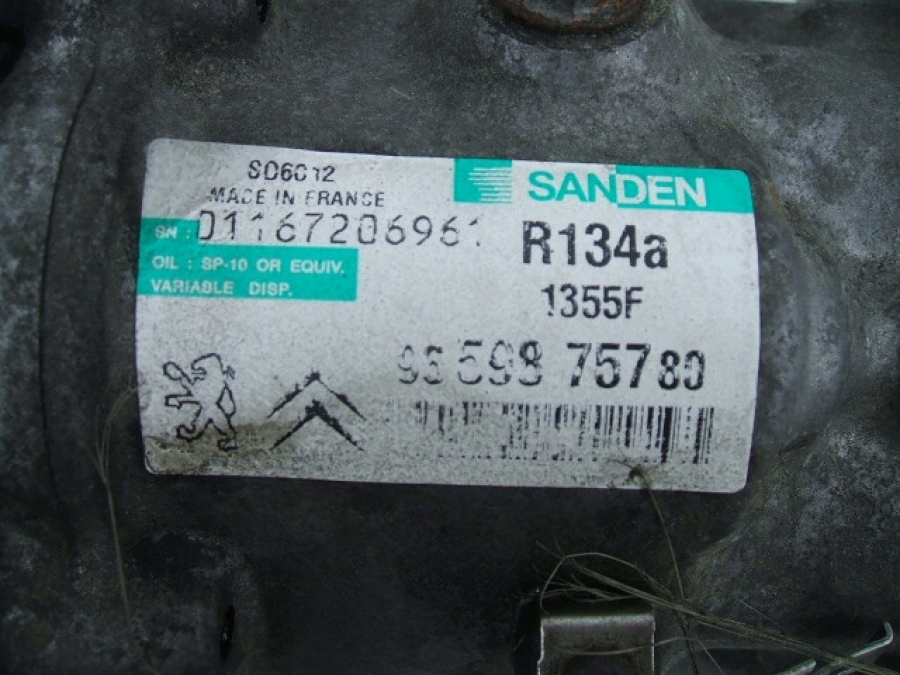 SD6C12
MADE IN FRANCE
SANDEN
SN : 01167206961
R134a
OIL : SP-10 OR EQUIV.
VARIABLE DISP.
1355F
96 598 757 80